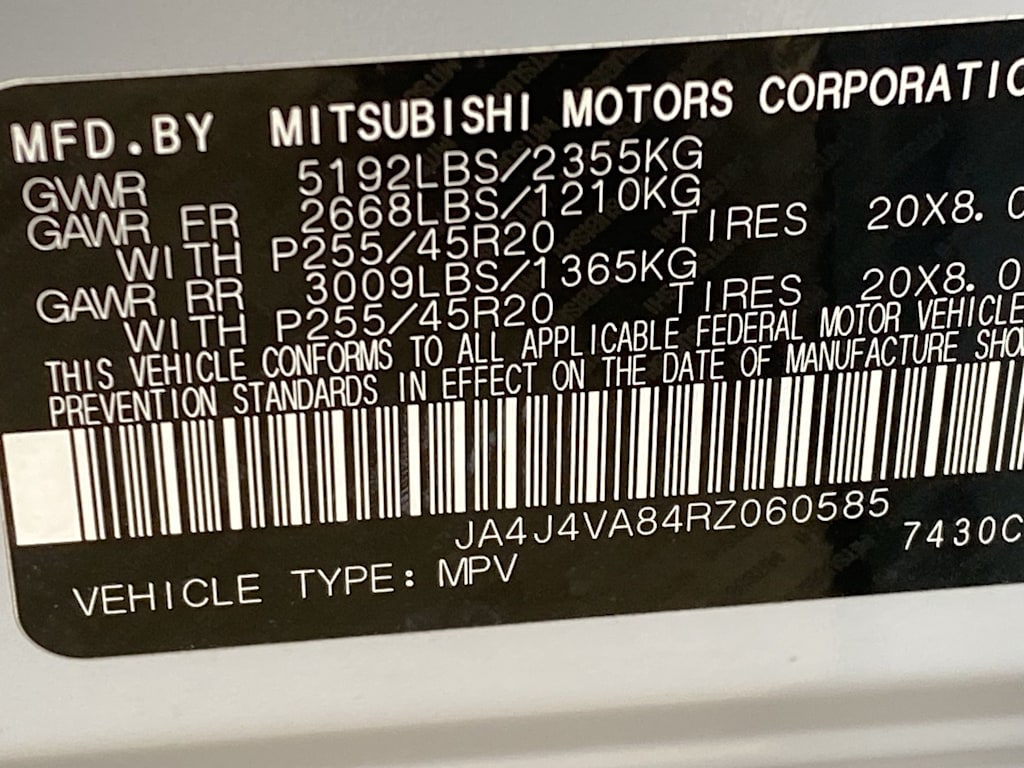 MFD.BY MITSUBISHI MOTORS CORPORATIO
GVWR 5192LBS/2355KG
GAWR FR 2668LBS/1210KG
WITH P255/45R20 TIRES 20X8.0
GAWR RR 3009LBS/1365KG
WITH P255/45R20 TIRES 20X8.0
THIS VEHICLE CONFORMS TO ALL APPLICABLE FEDERAL MOTOR VEHICLE
PREVENTION STANDARDS IN EFFECT ON THE DATE OF MANUFACTURE SHO
JA4J4VA84RZ060585
7430C
VEHICLE TYPE: MPV